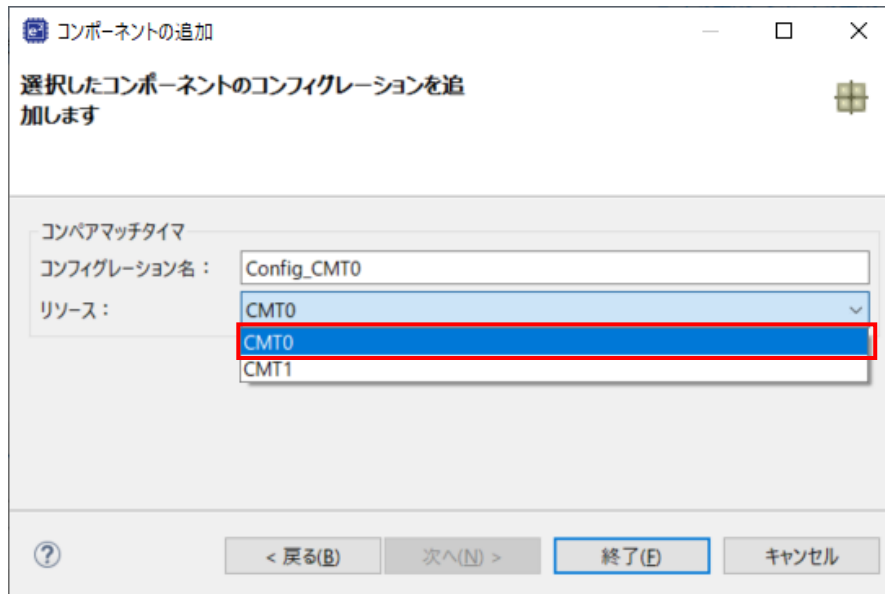 コンポーネントの追加
選択したコンポーネントのコンフィグレーションを追
加します
コンペアマッチタイマ
コンフィグレーション名：
Config_CMT0
リソース：
CMT0
CMT0
CMT1
< 戻る(B)
次へ(N) >
終了(F)
キャンセル